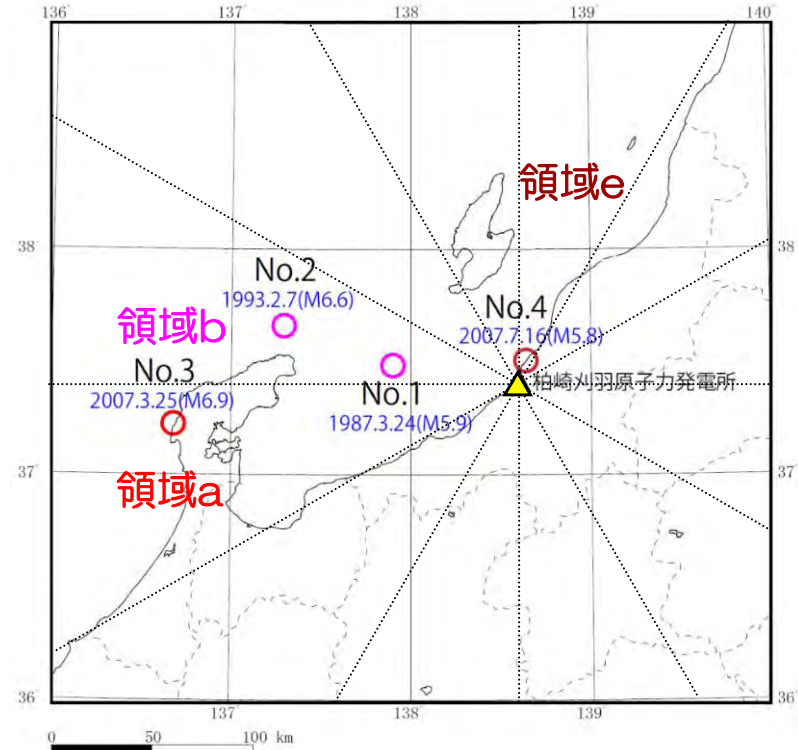 136 137 138 139 140
領域e
38 38
No.2
1993.2.7(M6.6)
No.4
領域b
2007.7.16(M5.8)
No.3
柏崎刈羽原子力発電所
No.1
2007.3.25(M6.9)
1987.3.24(M5.9)
37 37
領域a
36 36
137 138 139
0 50 100 km